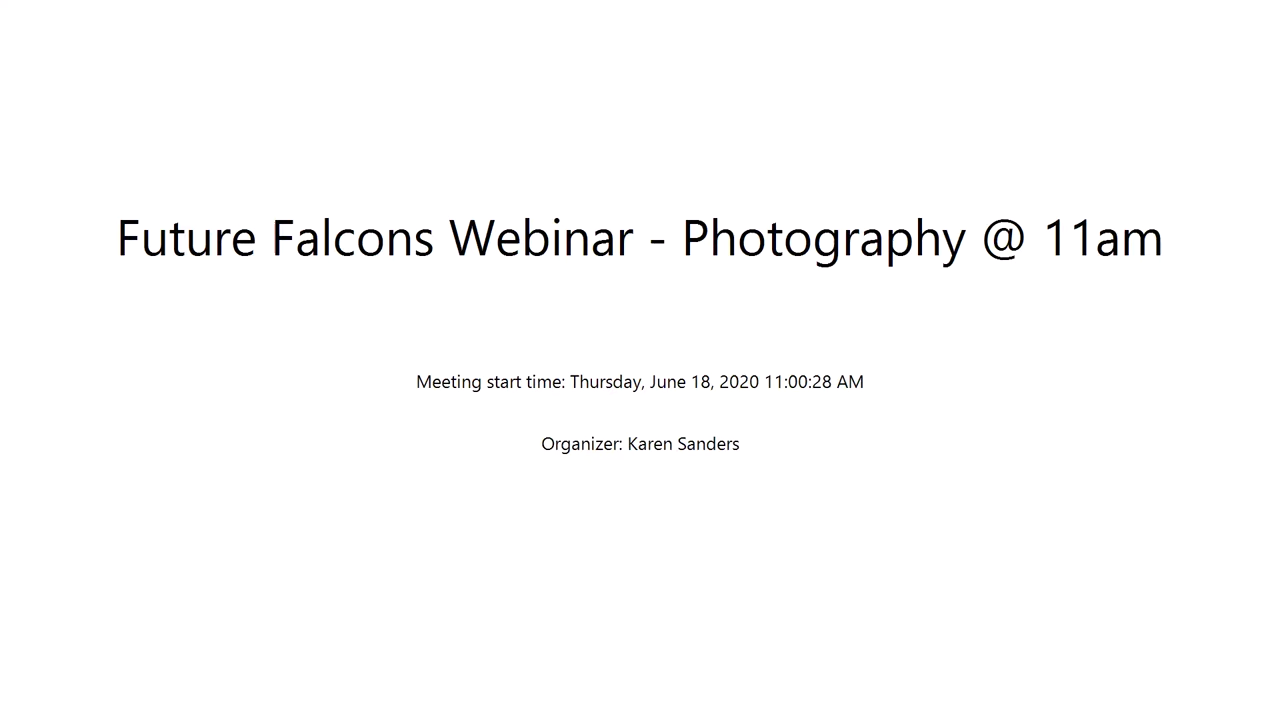 Future Falcons Webinar - Photography @ 11am
Meeting start time: Thursday, June 18, 2020 11:00:28 AM
Organizer: Karen Sanders